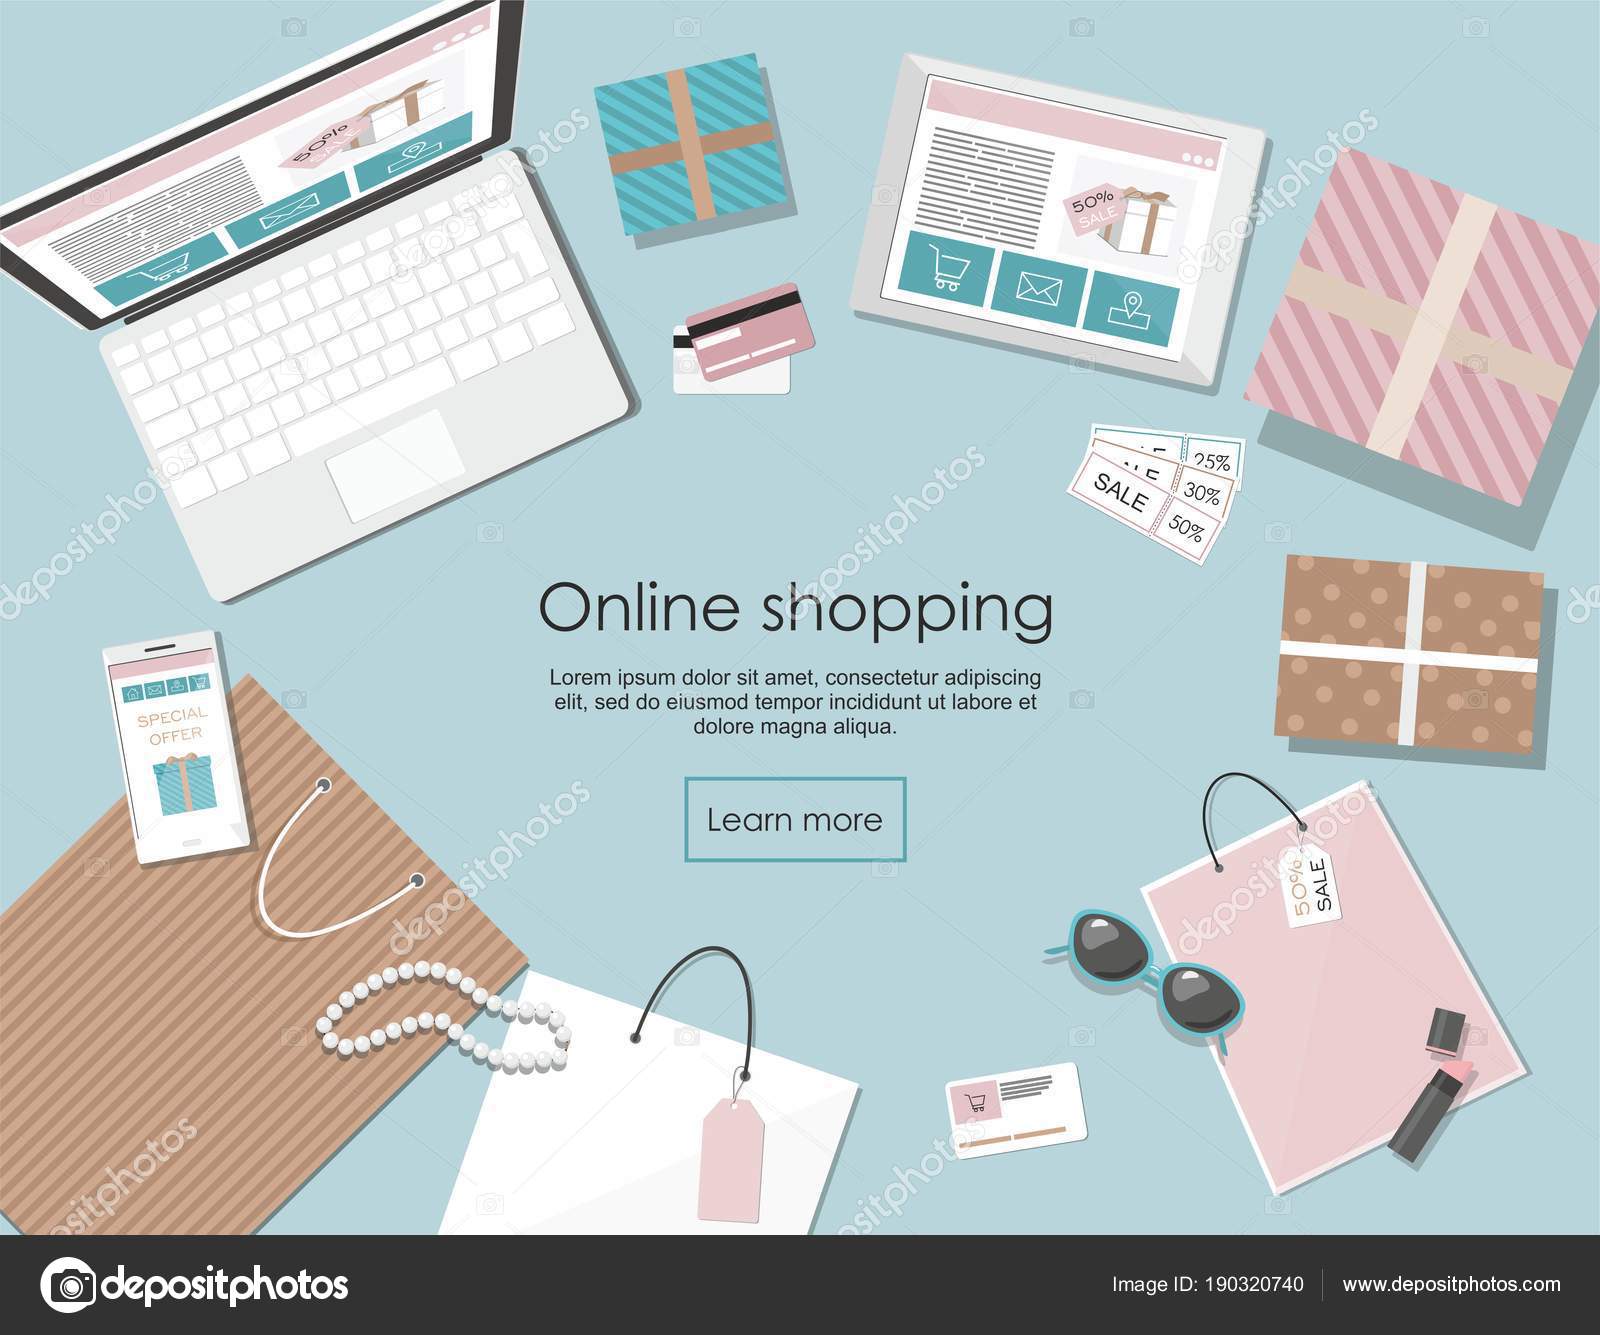 50%
SALE
50%
SALE
SALE
25%
SALE
30%
SALE
50%
Online shopping
Lorem ipsum dolor sit amet, consectetur adipiscing
elit, sed do eiusmod tempor incididunt ut labore et
dolore magna aliqua.
Learn more
SPECIAL
OFFER
50%
SALE
depositphotos
Image ID: 190320740
www.depositphotos.com